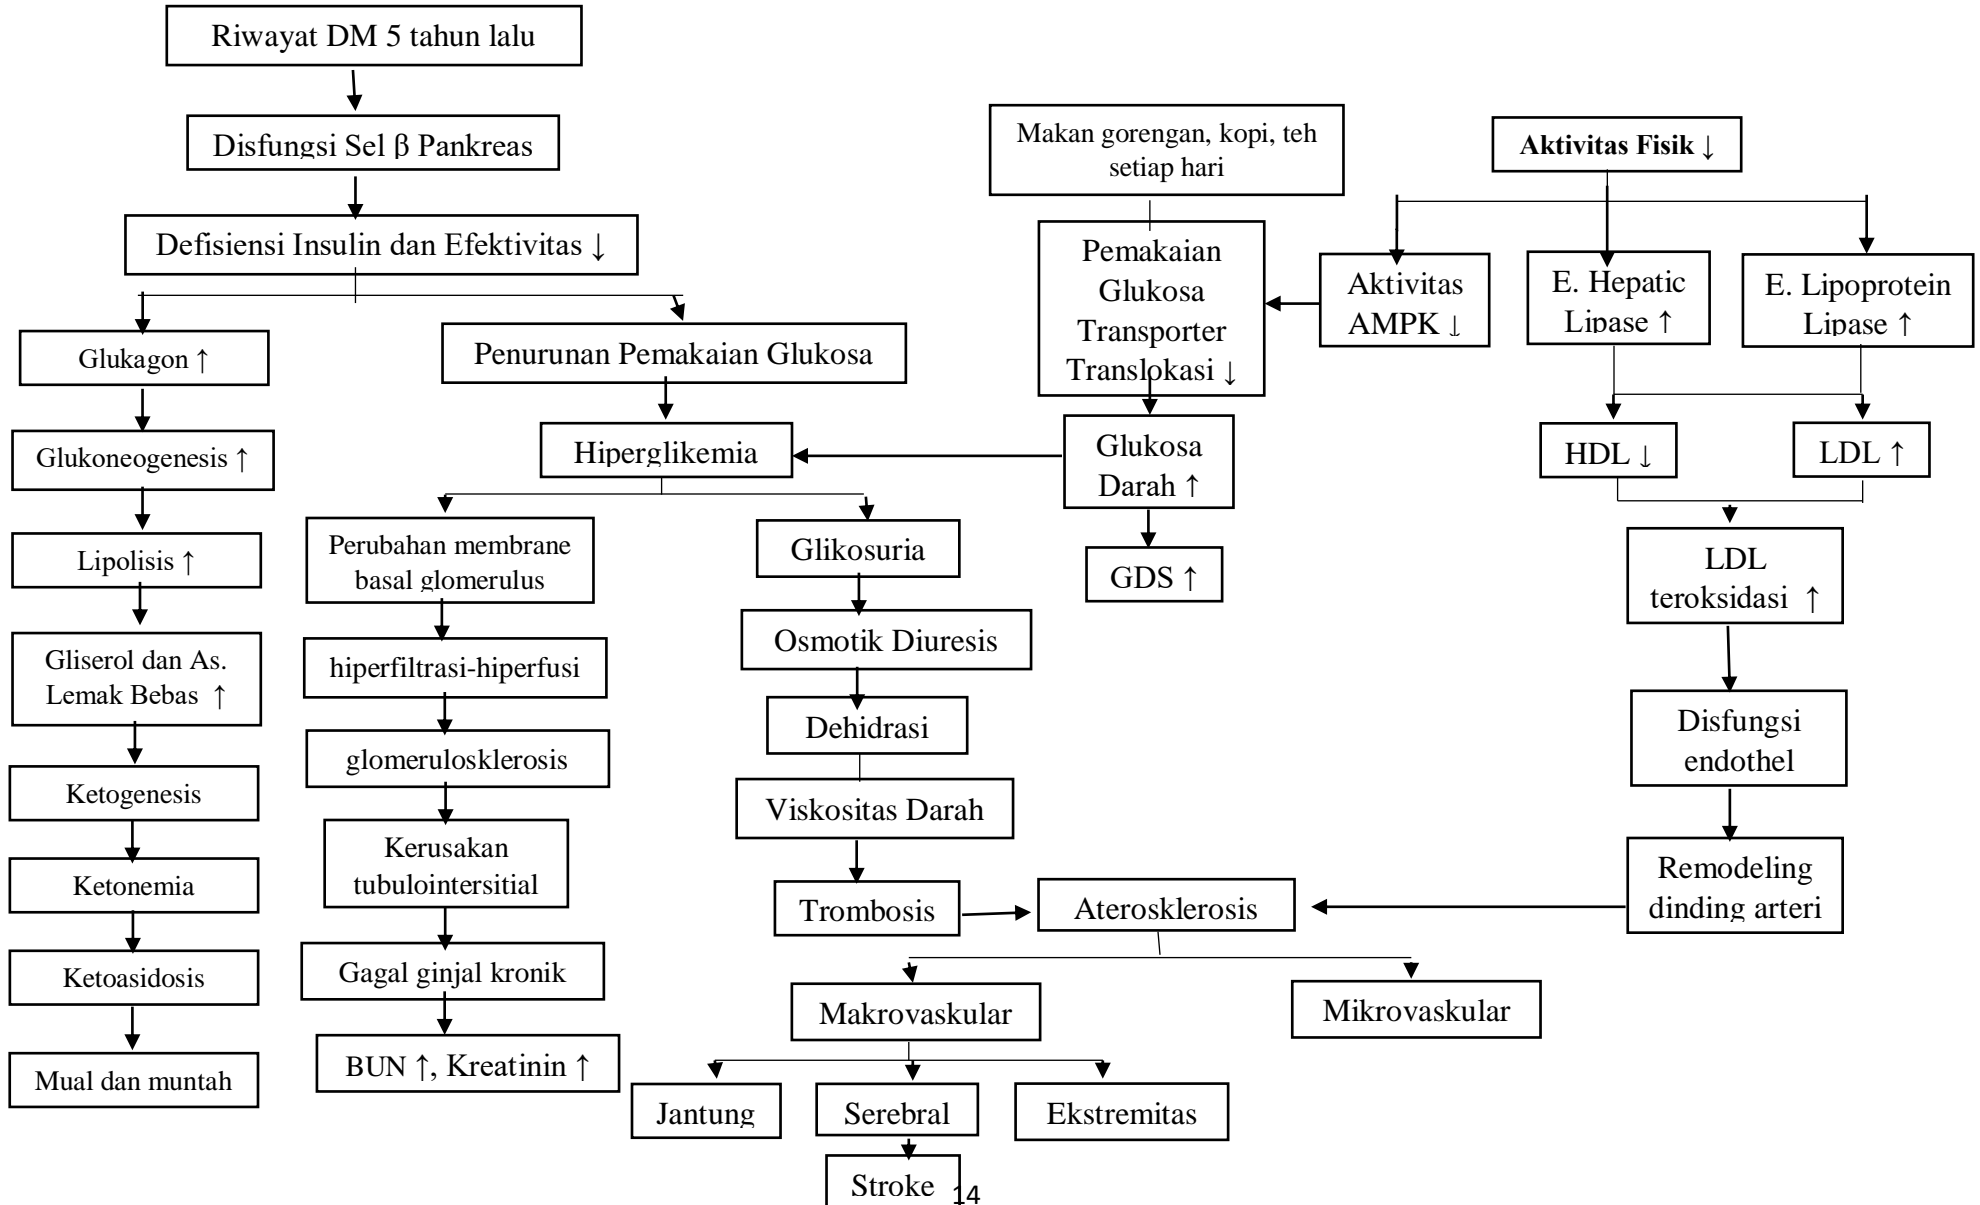 Riwayat DM 5 tahun lalu
Disfungsi Sel β Pankreas
Defisiensi Insulin dan Efektivitas ↓
Glukagon ↑
Glukoneogenesis ↑
Lipolisis ↑
Gliserol dan As.
Lemak Bebas ↑
Ketogenesis
Ketonemia
Ketoasidosis
Mual dan muntah
Penurunan Pemakaian Glukosa
Hiperglikemia
Perubahan membrane
basal glomerulus
hiperfiltrasi-hiperfusi
glomerulosklerosis
Kerusakan
tubulointersitial
Gagal ginjal kronik
BUN ↑, Kreatinin ↑
Glikosuria
Osmotik Diuresis
Dehidrasi
Viskositas Darah
Trombosis
Makan gorengan, kopi, teh
setiap hari
Pemakaian
Glukosa
Transporter
Translokasi ↓
Glukosa
Darah ↑
GDS ↑
Aktivitas Fisik ↓
Aktivitas
AMPK ↓
E. Hepatic
Lipase ↑
E. Lipoprotein
Lipase ↑
HDL ↓
LDL ↑
LDL
teroksidasi ↑
Disfungsi
endothel
Remodeling
dinding arteri
Aterosklerosis
Makrovaskular
Mikrovaskular
Jantung
Serebral
Ekstremitas
Stroke
14